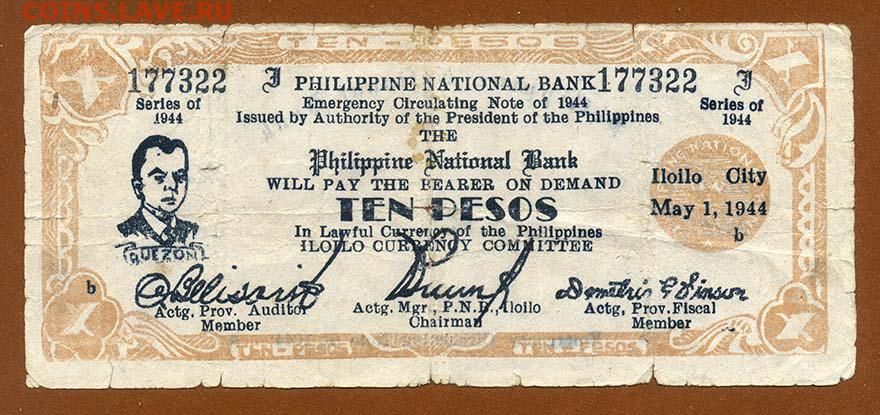 COINS.LAVE.RU
TEN PESOS
177322 J PHILIPPINE NATIONAL BANK 177322 J
Series of 1944
Emergency Circulating Note of 1944
Series of 1944
Issued by Authority of the President of the Philippines
THE
Philippine National Bank
WILL PAY THE BEARER ON DEMAND
TEN PESOS
In Lawful Currency of the Philippines
ILOILO CURRENCY COMMITTEE
Iloilo City
May 1, 1944
b
QUEZON
b
Actg. Prov. Auditor
Member
Actg. Mgr., P.N.B., Iloilo
Chairman
Actg. Prov. Fiscal
Member
TEN PESOS
TEN PESOS